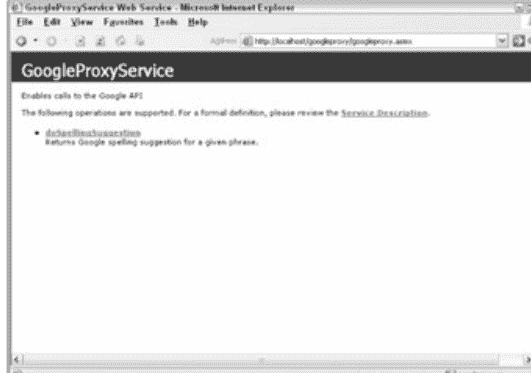 GoogleProxyService Web Service - Microsoft Internet Explorer
File Edit View Favorites Tools Help
Address http://localhost/googleproxy/googleproxy.asmx
GoogleProxyService
Enables calls to the Google API
The following operations are supported. For a formal definition, please review the Service Description.
doSpellingSuggestion
Returns Google spelling suggestion for a given phrase.